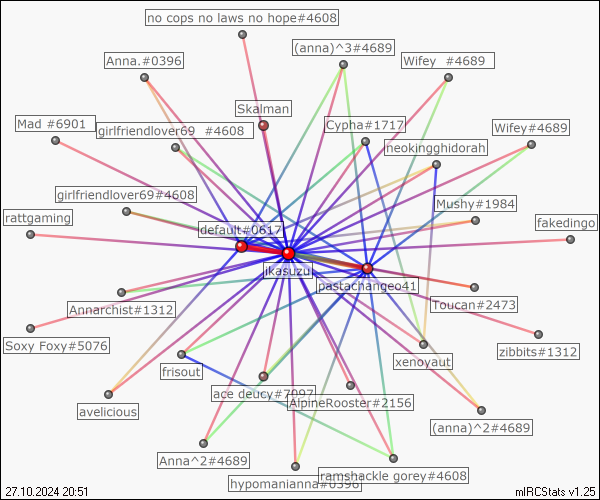 no cops no laws no hope#4608
(anna)^3#4689
Anna.#0396
Wifey  #4689
Skalman
Mad #6901
girlfriendlover69  #4608
Cypha#1717
Wifey#4689
neokingghidorah
girlfriendlover69#4608
Mushy#1984
rattgaming
default#0617
fakedingo
ikasuzu
pastachangeo41
Annarchist#1312
Toucan#2473
Soxy Foxy#5076
zibbits#1312
xenoyaut
frisout
ace deucy#7097
AlpineRooster#2156
avelicious
(anna)^2#4689
Anna^2#4689
ramshackle gorey#4608
hypomanianna#0396
27.10.2024 20:51
mIRCStats v1.25